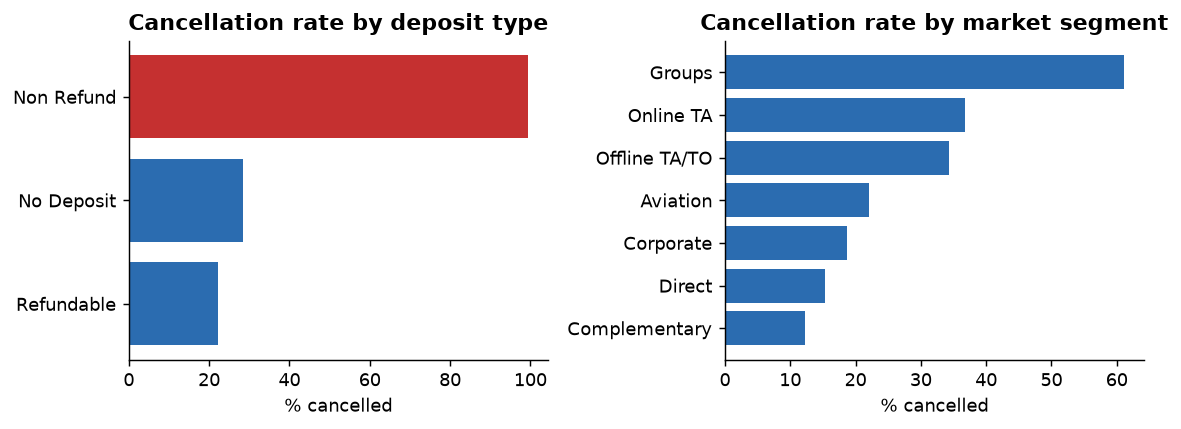 Cancellation rate by deposit type
Non Refund
No Deposit
Refundable
0 20 40 60 80 100
% cancelled
Cancellation rate by market segment
Groups
Online TA
Offline TA/TO
Aviation
Corporate
Direct
Complementary
0 10 20 30 40 50 60
% cancelled